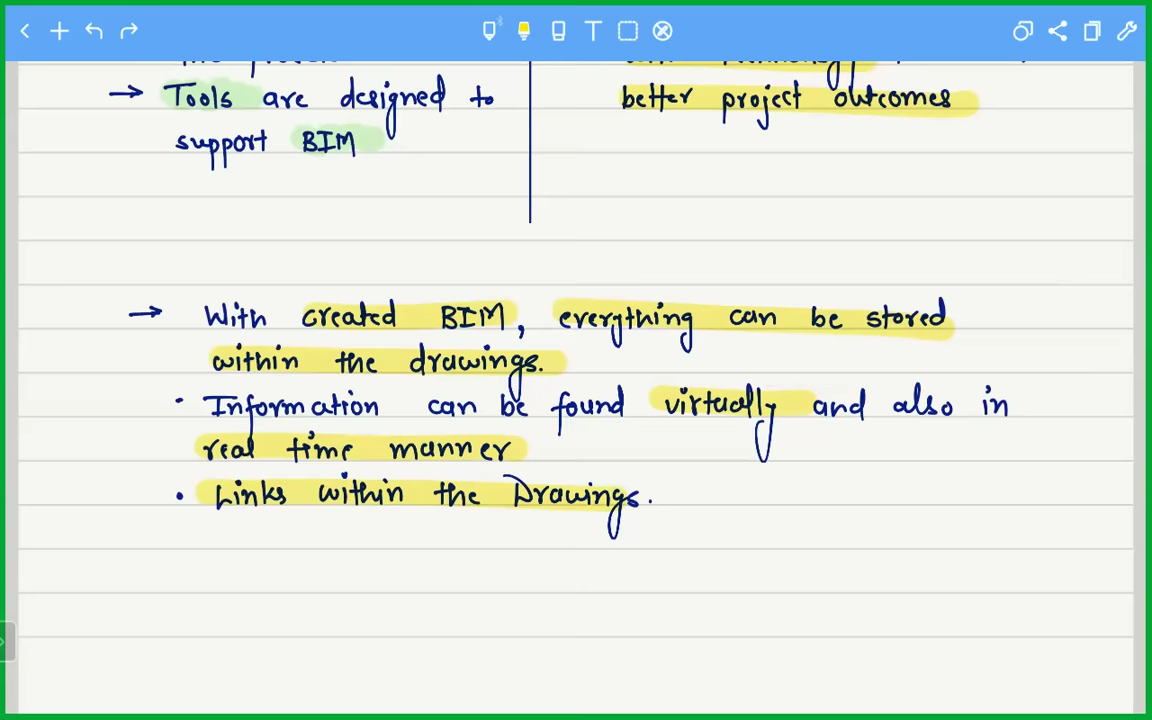 → Tools are designed to
support BIM
better project outcomes
→ With created BIM, everything can be stored
within the drawings.
• Information can be found virtually and also in
real time manner
• Links within the Drawings.